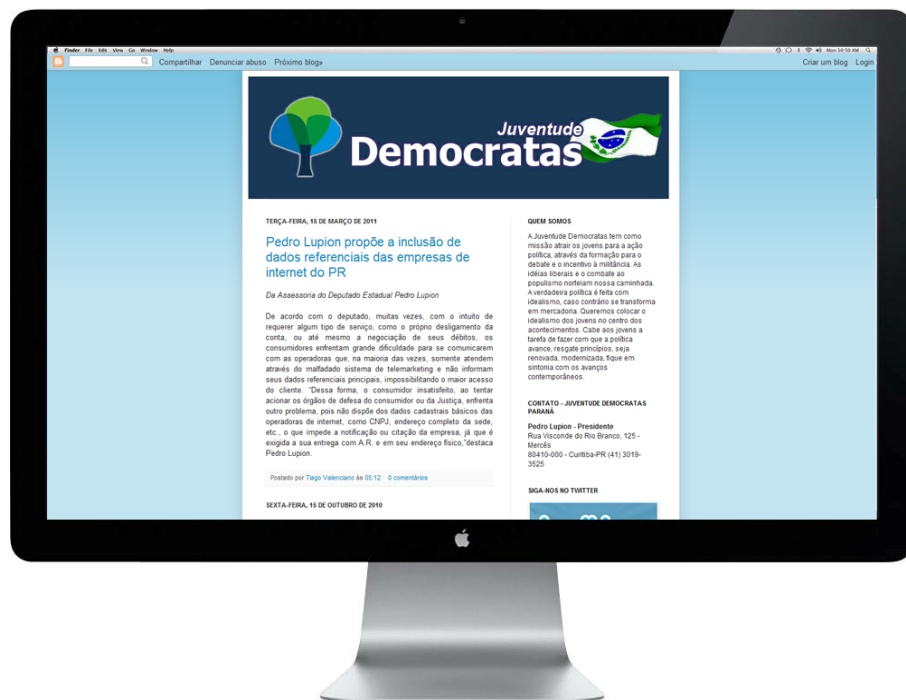 Finder File Edit View Go Window Help
Mon 10:50 AM
Compartilhar Denunciar abuso Próximo blog»
Criar um blog Login
Juventude
Democratas
TERÇA-FEIRA, 15 DE MARÇO DE 2011
Pedro Lupion propõe a inclusão de
dados referenciais das empresas de
internet do PR
Da Assessoria do Deputado Estadual Pedro Lupion
De acordo com o deputado, muitas vezes, com o intuito de
requerer algum tipo de serviço, como o próprio desligamento da
conta, ou até mesmo a negociação de seus débitos, os
consumidores enfrentam grande dificuldade para se comunicarem
com as operadoras que, na maioria das vezes, somente atendem
através do malfadado sistema de telemarketing e não informam
seus dados referenciais principais, impossibilitando o maior acesso
do cliente. "Dessa forma, o consumidor insatisfeito, ao tentar
acionar os órgãos de defesa do consumidor ou da Justiça, enfrenta
outro problema, pois não dispõe dos dados cadastrais básicos das
operadoras de internet, como CNPJ, endereço completo da sede,
etc., o que impede a notificação ou citação da empresa, já que é
exigida a sua entrega com A.R. e em seu endereço físico,"destaca
Pedro Lupion.
Postado por Tiago Valenciano às 05:12 0 comentários
SEXTA-FEIRA, 15 DE OUTUBRO DE 2010
QUEM SOMOS
A Juventude Democratas tem como
missão atrair os jovens para a ação
política, através da formação para o
debate e o incentivo à militância. As
idéias liberais e o combate ao
populismo norteiam nossa caminhada.
A verdadeira política é feita com
idealismo, caso contrário se transforma
em mercadoria. Queremos colocar o
idealismo dos jovens no centro dos
acontecimentos. Cabe aos jovens a
tarefa de fazer com que a política
avance, resgate princípios, seja
renovada, modernizada, fique em
sintonia com os avanços
contemporâneos.
CONTATO - JUVENTUDE DEMOCRATAS
PARANÁ
Pedro Lupion - Presidente
Rua Visconde do Rio Branco, 125 -
Mercês
80410-000 - Curitiba-PR (41) 3019-
3525
SIGA-NOS NO TWITTER